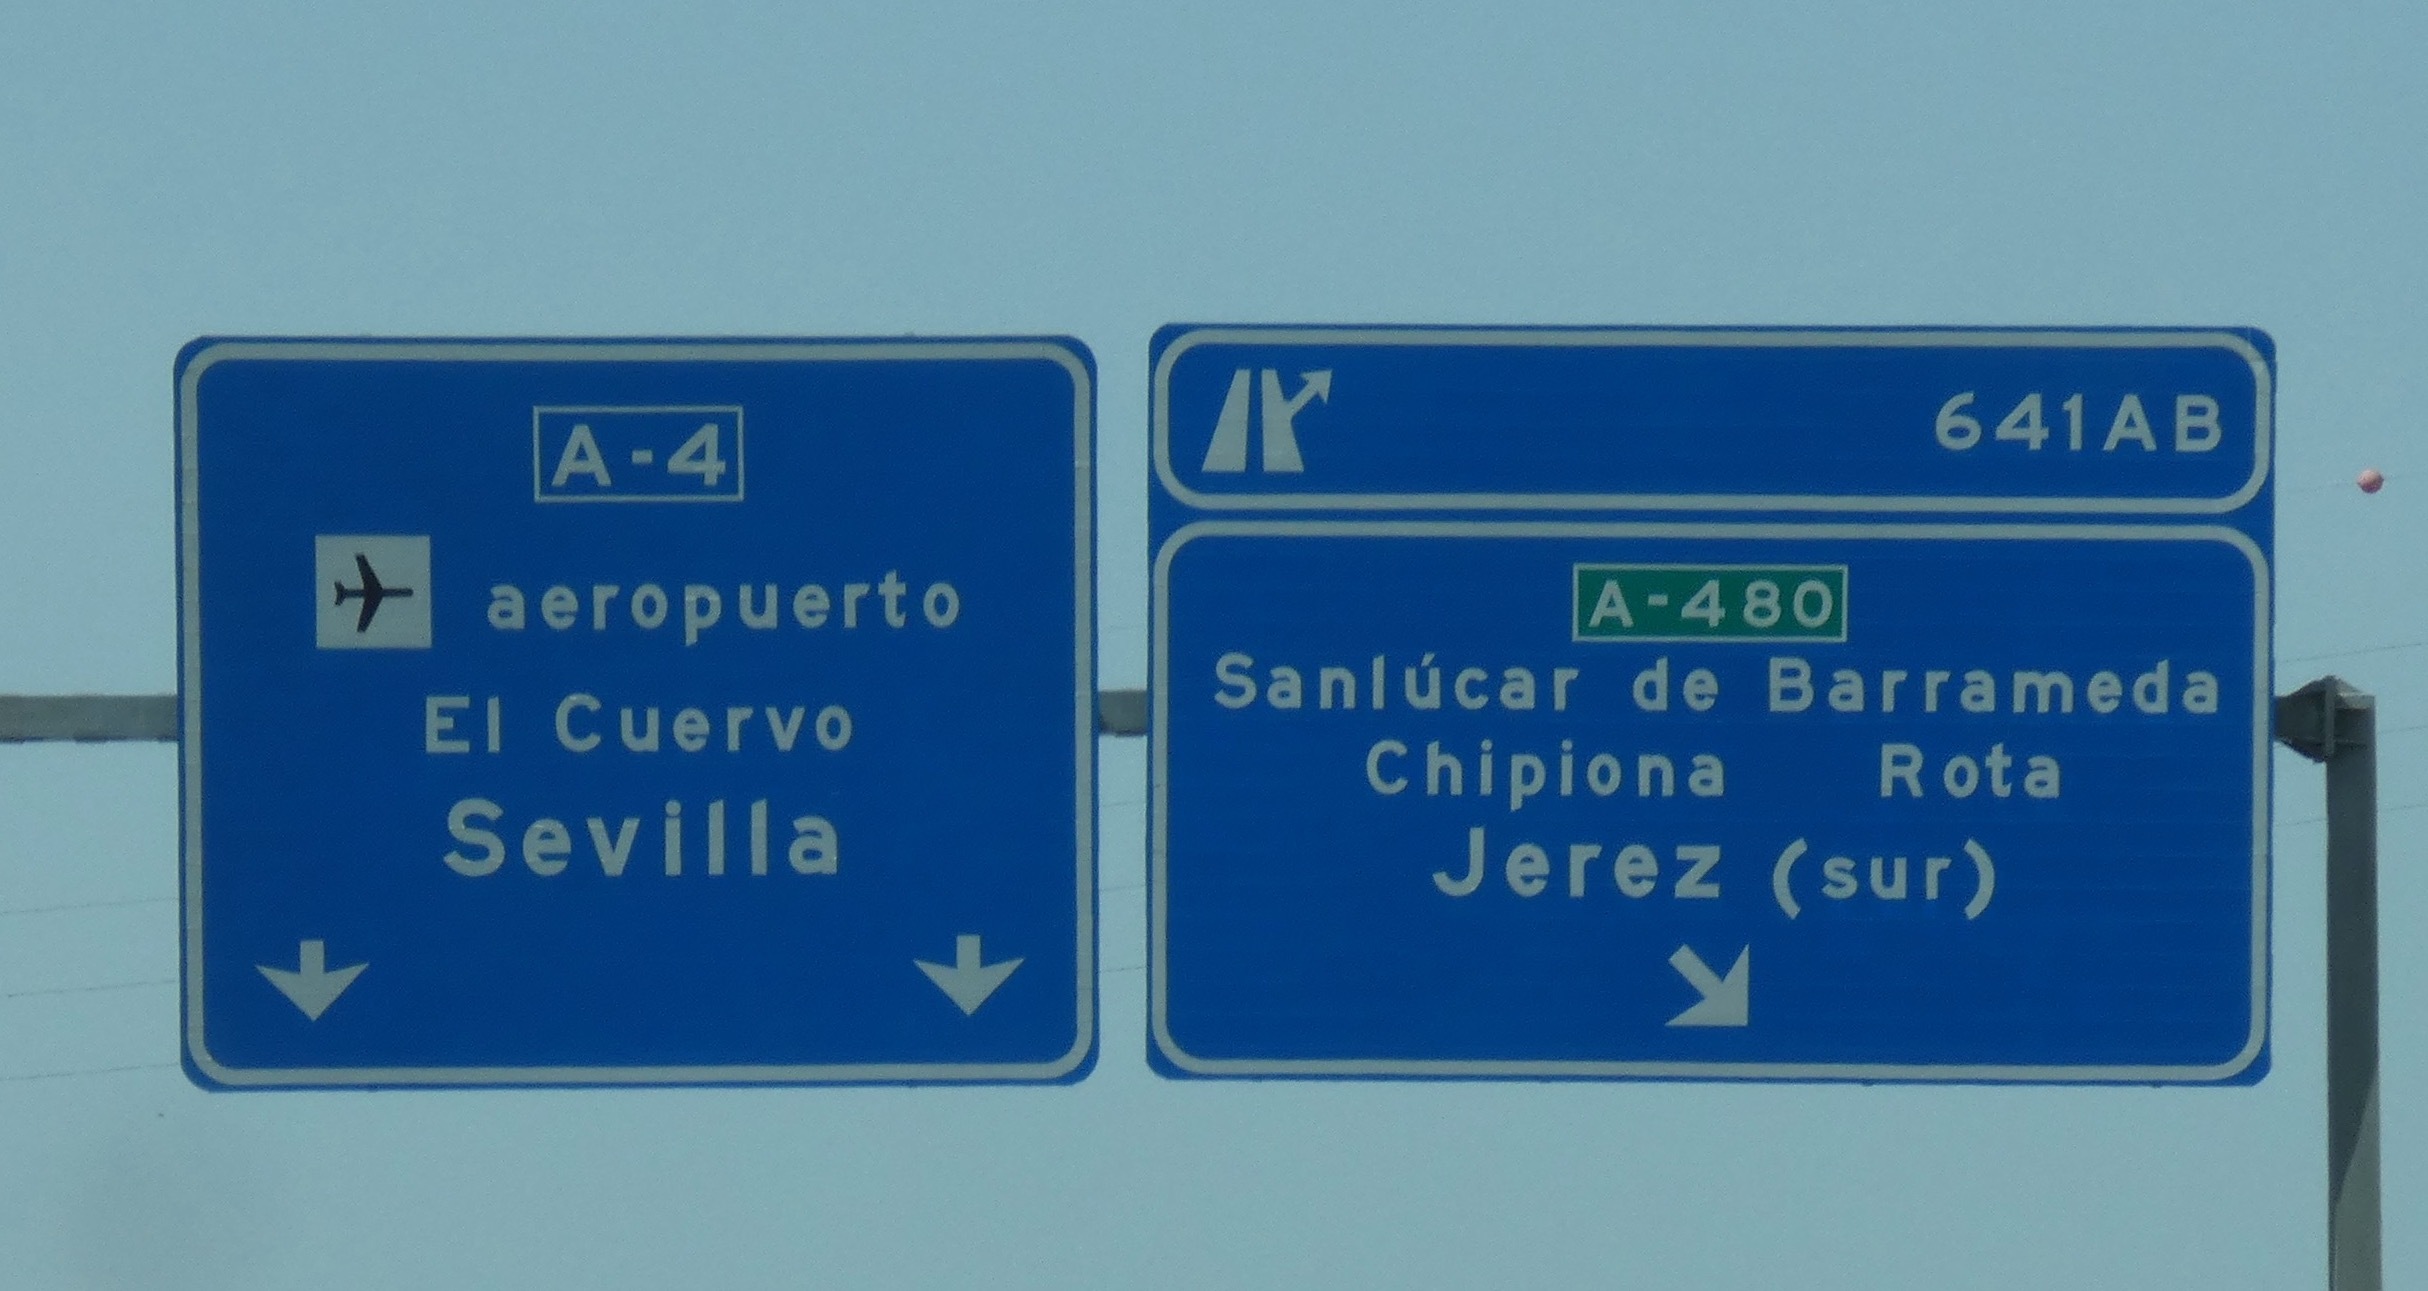 A-4
aeropuerto
El Cuervo
Sevilla
641AB
A-480
Sanlúcar de Barrameda
Chipiona Rota
Jerez (sur)